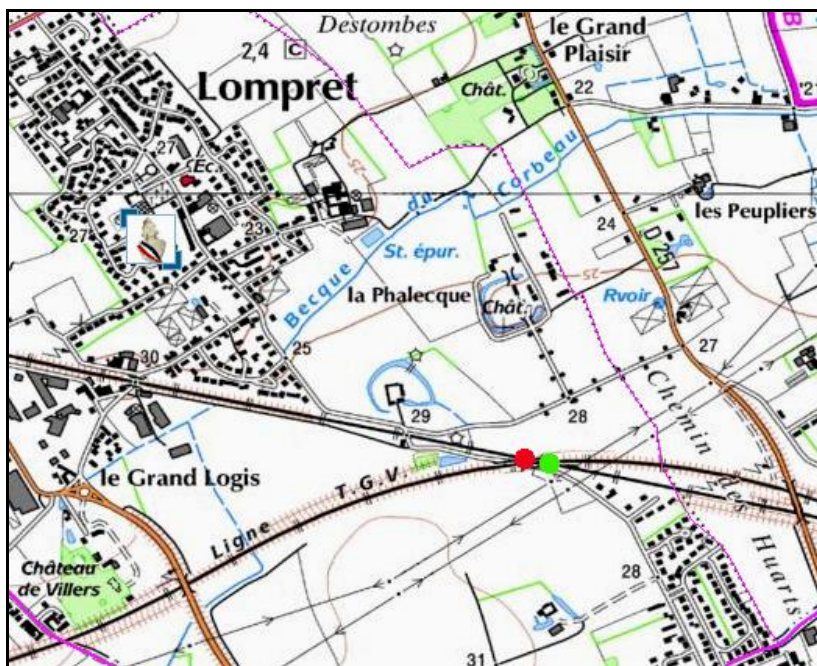 Destombes
le Grand
Plaisir
2,4 C
Lompret
Chât.
22
21
27
Éc.
Becque du Corbeau
25
24
les Peupliers
27
23
St. épur.
D 257
la Phalecque
Chât.
25
Rvoir
25
30
27
29
28
Chemin des Huarts
le Grand Logis
Ligne T.G.V.
Château
de Villers
28
31
B